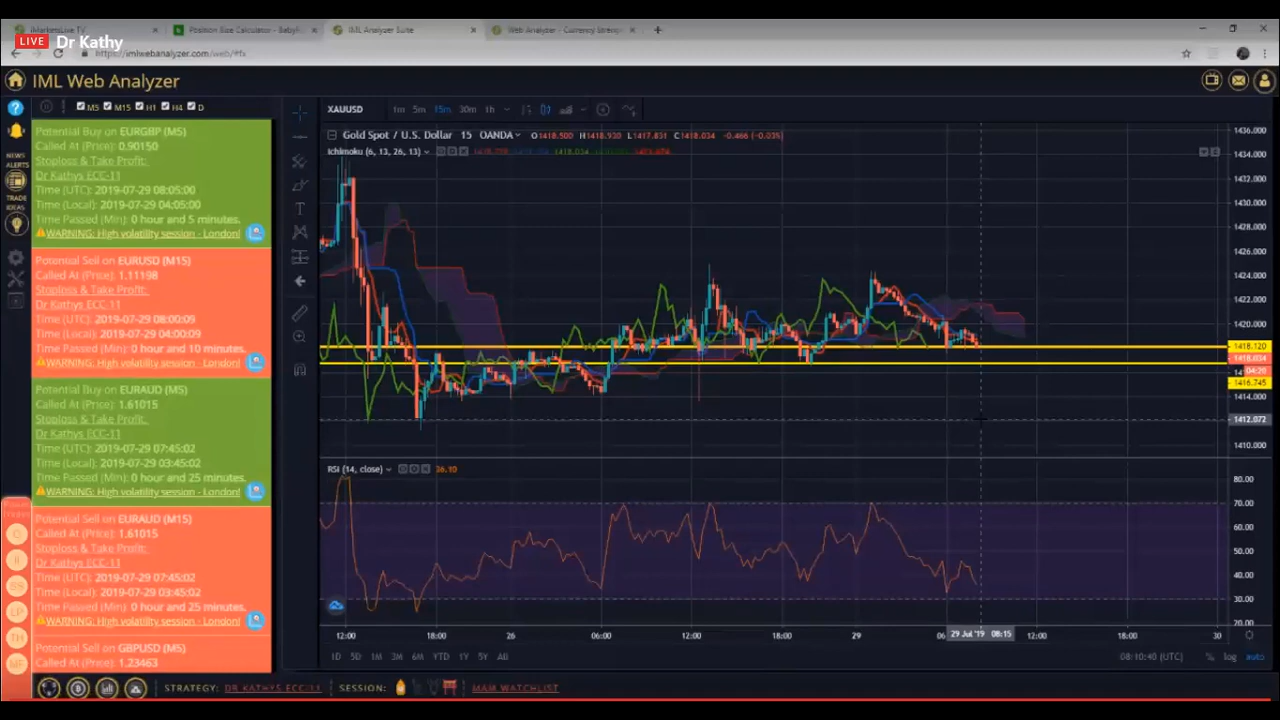 LIVE Dr Kathy
iMarketsLive TV
Position Size Calculator - BabyPi
IML Analyzer Suite
Web Analyzer - Currency Strengt
https://imlwebanalyzer.com/web/#fx
IML Web Analyzer
M5 M15 H1 H4 D
XAUUSD 1m 5m 15m 30m 1h
NEWS
ALERTS
TRADE
IDEAS
Potential Buy on EURGBP (M5)
Called At (Price): 0.90150
Stoploss & Take Profit:
Dr Kathys ECC-11
Time (UTC): 2019-07-29 08:05:00
Time (Local): 2019-07-29 04:05:00
Time Passed (Min): 0 hour and 5 minutes.
WARNING: High volatility session - London!
Potential Sell on EURUSD (M15)
Called At (Price): 1.11198
Stoploss & Take Profit:
Dr Kathys ECC-11
Time (UTC): 2019-07-29 08:00:09
Time (Local): 2019-07-29 04:00:09
Time Passed (Min): 0 hour and 10 minutes.
WARNING: High volatility session - London!
Potential Buy on EURAUD (M5)
Called At (Price): 1.61015
Stoploss & Take Profit:
Dr Kathys ECC-11
Time (UTC): 2019-07-29 07:45:02
Time (Local): 2019-07-29 03:45:02
Time Passed (Min): 0 hour and 25 minutes.
WARNING: High volatility session - London!
Potential Sell on EURAUD (M15)
Called At (Price): 1.61015
Stoploss & Take Profit:
Dr Kathys ECC-11
Time (UTC): 2019-07-29 07:45:02
Time (Local): 2019-07-29 03:45:02
Time Passed (Min): 0 hour and 25 minutes.
WARNING: High volatility session - London!
Potential Sell on GBPUSD (M5)
Called At (Price): 1.23463
Gold Spot / U.S. Dollar 15 OANDA O1418.500 H1418.930 L1417.831 C1418.034 -0.466 (-0.03%)
Ichimoku (6, 13, 26, 13)
1436.000
1434.000
1432.000
1430.000
1428.000
1426.000
1424.000
1422.000
1420.000
1418.120
1418.034
04:20
1416.745
1414.000
1412.072
1410.000
RSI (14, close) 36.10
80.00
70.00
60.00
50.00
40.00
30.00
20.00
12:00 18:00 26 06:00 12:00 18:00 29 06 29 Jul '19 08:15 12:00 18:00 30
1D 5D 1M 3M 6M YTD 1Y 5Y All
08:10:40 (UTC) % log auto
STRATEGY: DR KATHYS ECC/11 SESSION: MAM WATCHLIST